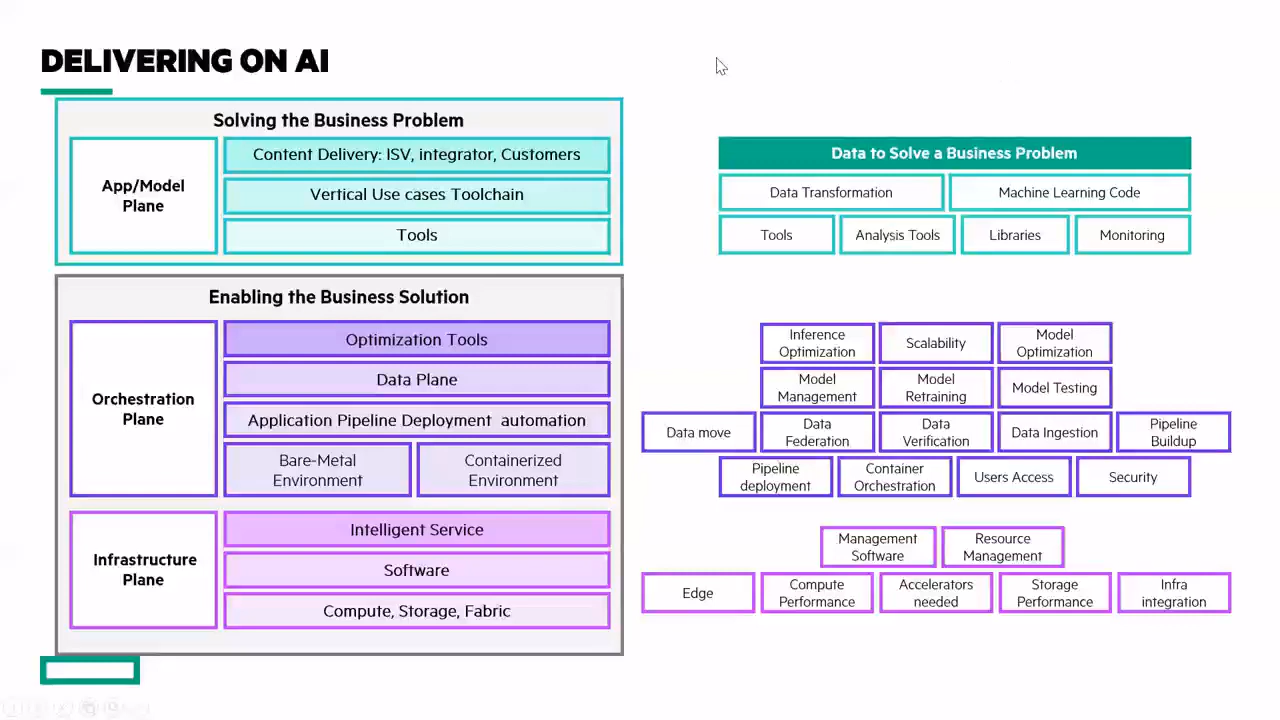 DELIVERING ON AI
Solving the Business Problem
App/Model
Plane
Content Delivery: ISV, integrator, Customers
Vertical Use cases Toolchain
Tools
Enabling the Business Solution
Orchestration
Plane
Optimization Tools
Data Plane
Application Pipeline Deployment automation
Bare-Metal
Environment
Containerized
Environment
Infrastructure
Plane
Intelligent Service
Software
Compute, Storage, Fabric
Data to Solve a Business Problem
Data Transformation
Machine Learning Code
Tools
Analysis Tools
Libraries
Monitoring
Inference
Optimization
Scalability
Model
Optimization
Model
Management
Model
Retraining
Model Testing
Data move
Data
Federation
Data
Verification
Data Ingestion
Pipeline
Buildup
Pipeline
deployment
Container
Orchestration
Users Access
Security
Management
Software
Resource
Management
Edge
Compute
Performance
Accelerators
needed
Storage
Performance
Infra
integration